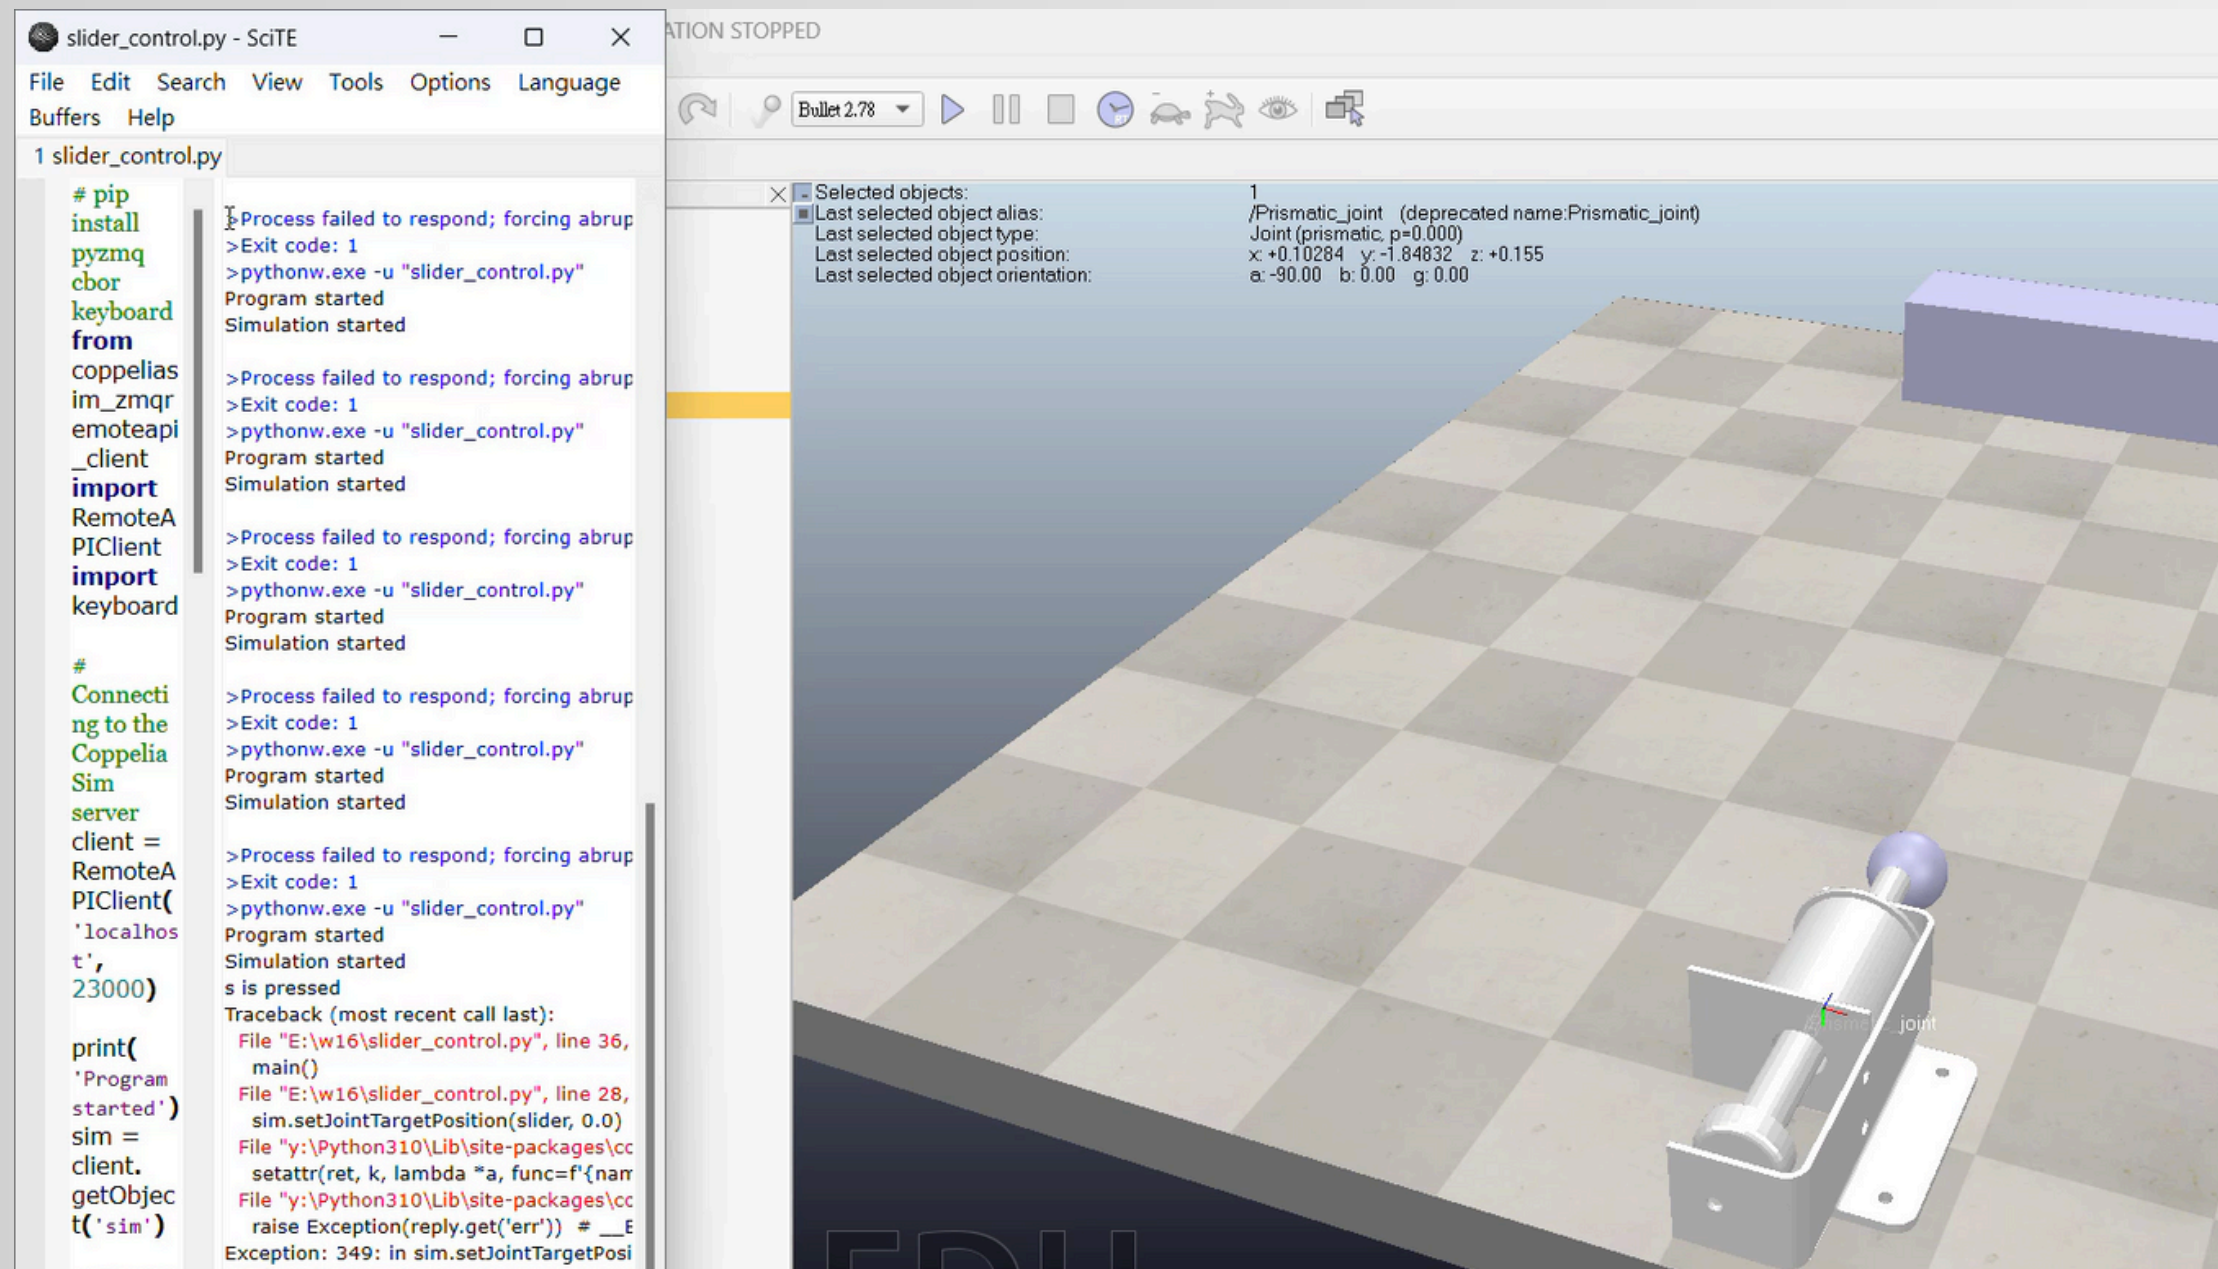 slider_control.py - SciTE
File Edit Search View Tools Options Language
Buffers Help
1 slider_control.py
# pip
install
pyzmq
cbor
keyboard
from
coppelias
im_zmqr
emoteapi
_client
import
RemoteA
PIClient
import
keyboard
#
Connecti
ng to the
Coppelia
Sim
server
client =
RemoteA
PIClient(
'localhos
t',
23000)
print(
'Program
started')
sim =
client.
getObjec
t('sim')
>Process failed to respond; forcing abrup
>Exit code: 1
>pythonw.exe -u "slider_control.py"
Program started
Simulation started
>Process failed to respond; forcing abrup
>Exit code: 1
>pythonw.exe -u "slider_control.py"
Program started
Simulation started
>Process failed to respond; forcing abrup
>Exit code: 1
>pythonw.exe -u "slider_control.py"
Program started
Simulation started
>Process failed to respond; forcing abrup
>Exit code: 1
>pythonw.exe -u "slider_control.py"
Program started
Simulation started
>Process failed to respond; forcing abrup
>Exit code: 1
>pythonw.exe -u "slider_control.py"
Program started
Simulation started
s is pressed
Traceback (most recent call last):
File "E:\w16\slider_control.py", line 36,
main()
File "E:\w16\slider_control.py", line 28,
sim.setJointTargetPosition(slider, 0.0)
File "y:\Python310\Lib\site-packages\cc
setattr(ret, k, lambda *a, func=f'{nam
File "y:\Python310\Lib\site-packages\cc
raise Exception(reply.get('err')) # __E
Exception: 349: in sim.setJointTargetPosi
ATION STOPPED
Bullet 2.78
Selected objects: 1
Last selected object alias: /Prismatic_joint (deprecated name:Prismatic_joint)
Last selected object type: Joint (prismatic, p=0.000)
Last selected object position: x: +0.10284 y: -1.84832 z: +0.155
Last selected object orientation: a: -90.00 b: 0.00 g: 0.00
/Prismatic_joint
EDU